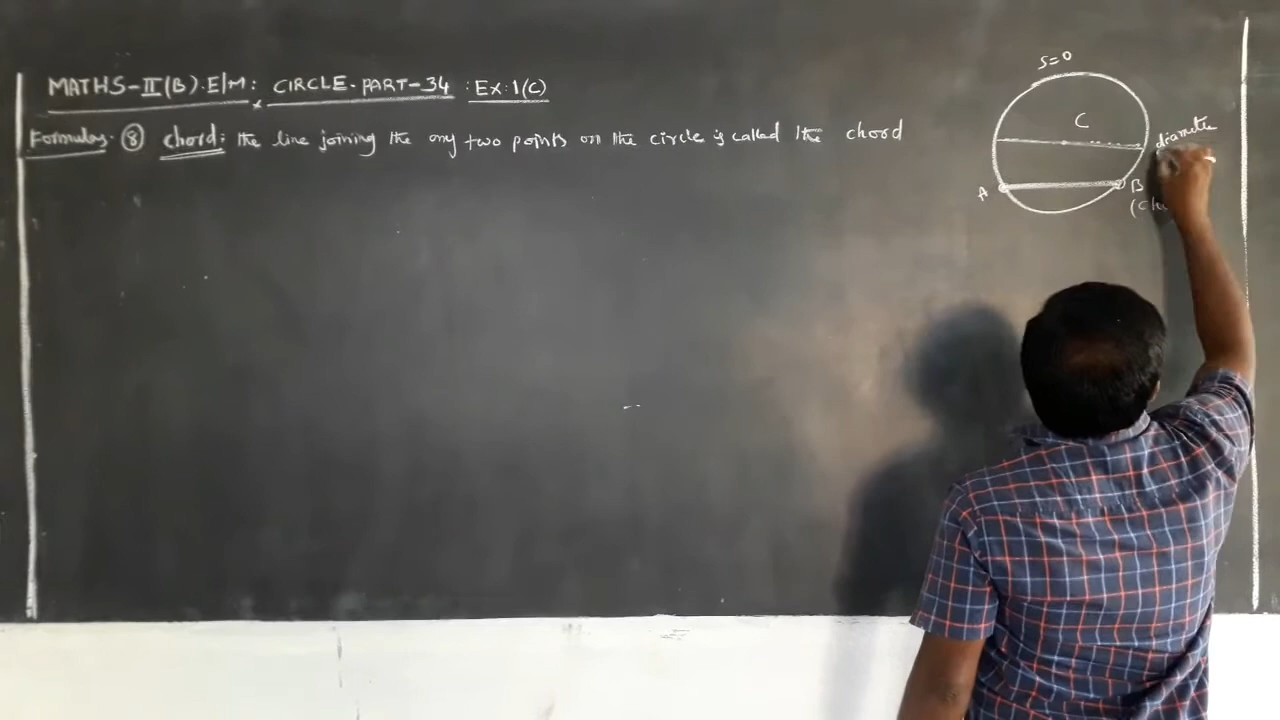 MATHS-II(B).E/M: CIRCLE. PART-34 : EX:1(C)
Formulas. ⑧ chord: the line joining the any two points on the circle is called the chord
S=0
C
diamete
A
B